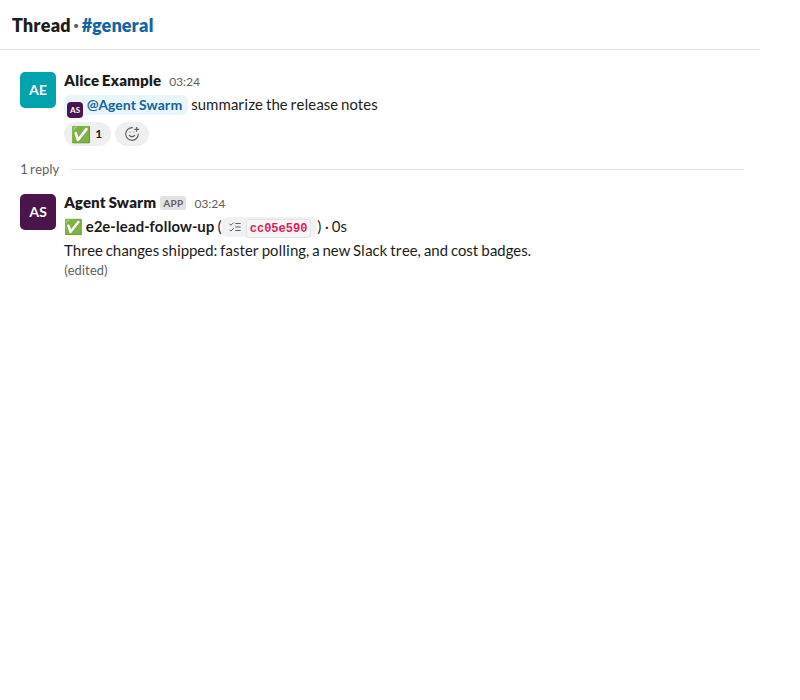 Thread • #general
AE
Alice Example 03:24
AS @Agent Swarm summarize the release notes
✅ 1
1 reply
AS
Agent Swarm APP 03:24
✅ e2e-lead-follow-up ( cc05e590 ) · 0s
Three changes shipped: faster polling, a new Slack tree, and cost badges.
(edited)